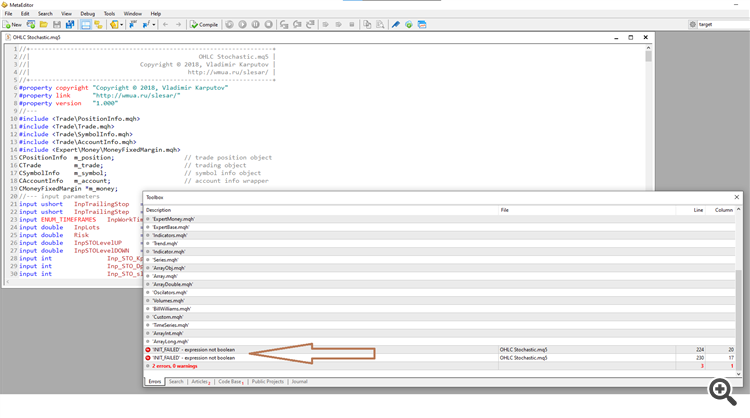 MetaEditor
File Edit Search View Debug Tools Window Help
New Compile target
OHLC Stochastic.mq5
1 //+------------------------------------------------------------------+
2 //| OHLC Stochastic.mq5 |
3 //| Copyright © 2018, Vladimir Karputov |
4 //| http://wmua.ru/slesar/ |
5 //+------------------------------------------------------------------+
6 #property copyright "Copyright © 2018, Vladimir Karputov"
7 #property link "http://wmua.ru/slesar/"
8 #property version "1.000"
9 //---
10 #include <Trade\PositionInfo.mqh>
11 #include <Trade\Trade.mqh>
12 #include <Trade\SymbolInfo.mqh>
13 #include <Trade\AccountInfo.mqh>
14 #include <Expert\Money\MoneyFixedMargin.mqh>
15 CPositionInfo m_position; // trade position object
16 CTrade m_trade; // trading object
17 CSymbolInfo m_symbol; // symbol info object
18 CAccountInfo m_account; // account info wrapper
19 CMoneyFixedMargin *m_money;
20 //--- input parameters
21 input ushort InpTrailingStop =
22 input ushort InpTrailingStep =
23 input ENUM_TIMEFRAMES InpWorkTim
24 input double InpLots =
25 input double Risk =
26 input double InpSTOLevelUP =
27 input double InpSTOLevelDOWN =
28 input int Inp_STO_Kp
29 input int Inp_STO_Dp
30 input int Inp_STO_sl
Toolbox
Description File Line Column
'ExpertMoney.mqh'
'ExpertBase.mqh'
'Indicators.mqh'
'Trend.mqh'
'Indicator.mqh'
'Series.mqh'
'ArrayObj.mqh'
'Array.mqh'
'ArrayDouble.mqh'
'Oscilators.mqh'
'Volumes.mqh'
'BillWilliams.mqh'
'Custom.mqh'
'TimeSeries.mqh'
'ArrayInt.mqh'
'ArrayLong.mqh'
'INIT_FAILED' - expression not boolean OHLC Stochastic.mq5 224 20
'INIT_FAILED' - expression not boolean OHLC Stochastic.mq5 230 17
2 errors, 0 warnings 3 1
Errors Search Articles Code Base Public Projects Journal